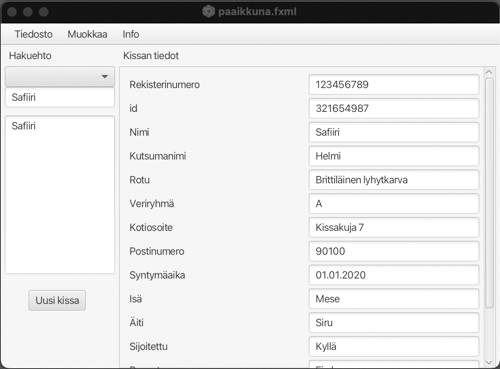 paaikkuna.fxml
Tiedosto Muokkaa Info
Hakuehto
Safiiri
Safiiri
Uusi kissa
Kissan tiedot
Rekisterinumero 123456789
id 321654987
Nimi Safiiri
Kutsumanimi Helmi
Rotu Brittiläinen lyhytkarva
Veriryhmä A
Kotiosoite Kissakuja 7
Postinumero 90100
Syntymäaika 01.01.2020
Isä Mese
Äiti Siru
Sijoitettu Kyllä